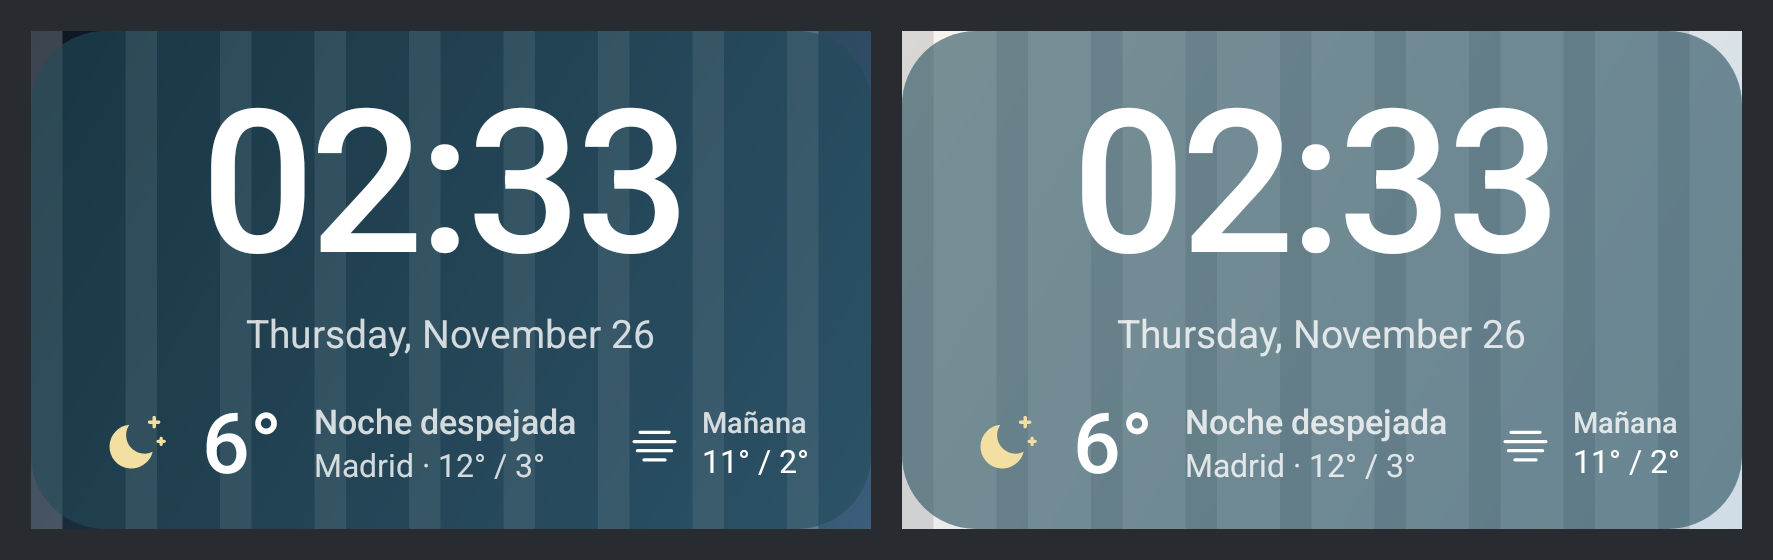 02:33
Thursday, November 26
6°
Noche despejada
Madrid · 12° / 3°
Mañana
11° / 2°
02:33
Thursday, November 26
6°
Noche despejada
Madrid · 12° / 3°
Mañana
11° / 2°